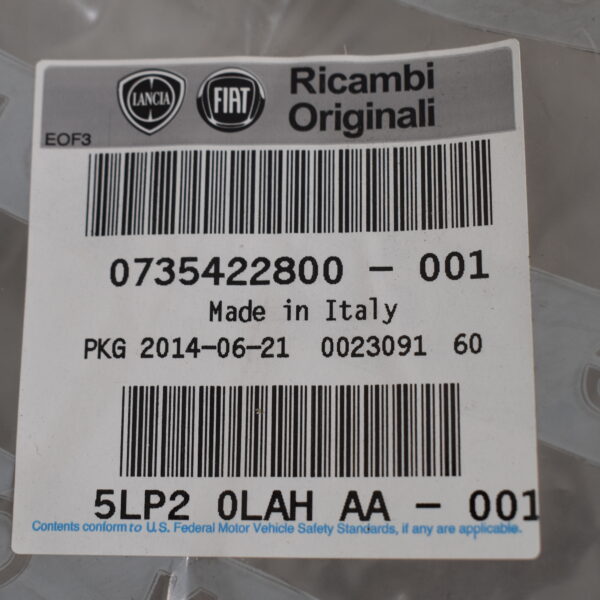 LANCIA FIAT Ricambi
Originali
EOF3
0735422800 - 001
Made in Italy
PKG 2014-06-21 0023091 60
5LP2 0LAH AA - 001
Contents conform to U.S. Federal Motor Vehicle Safety Standards, if any are applicable.